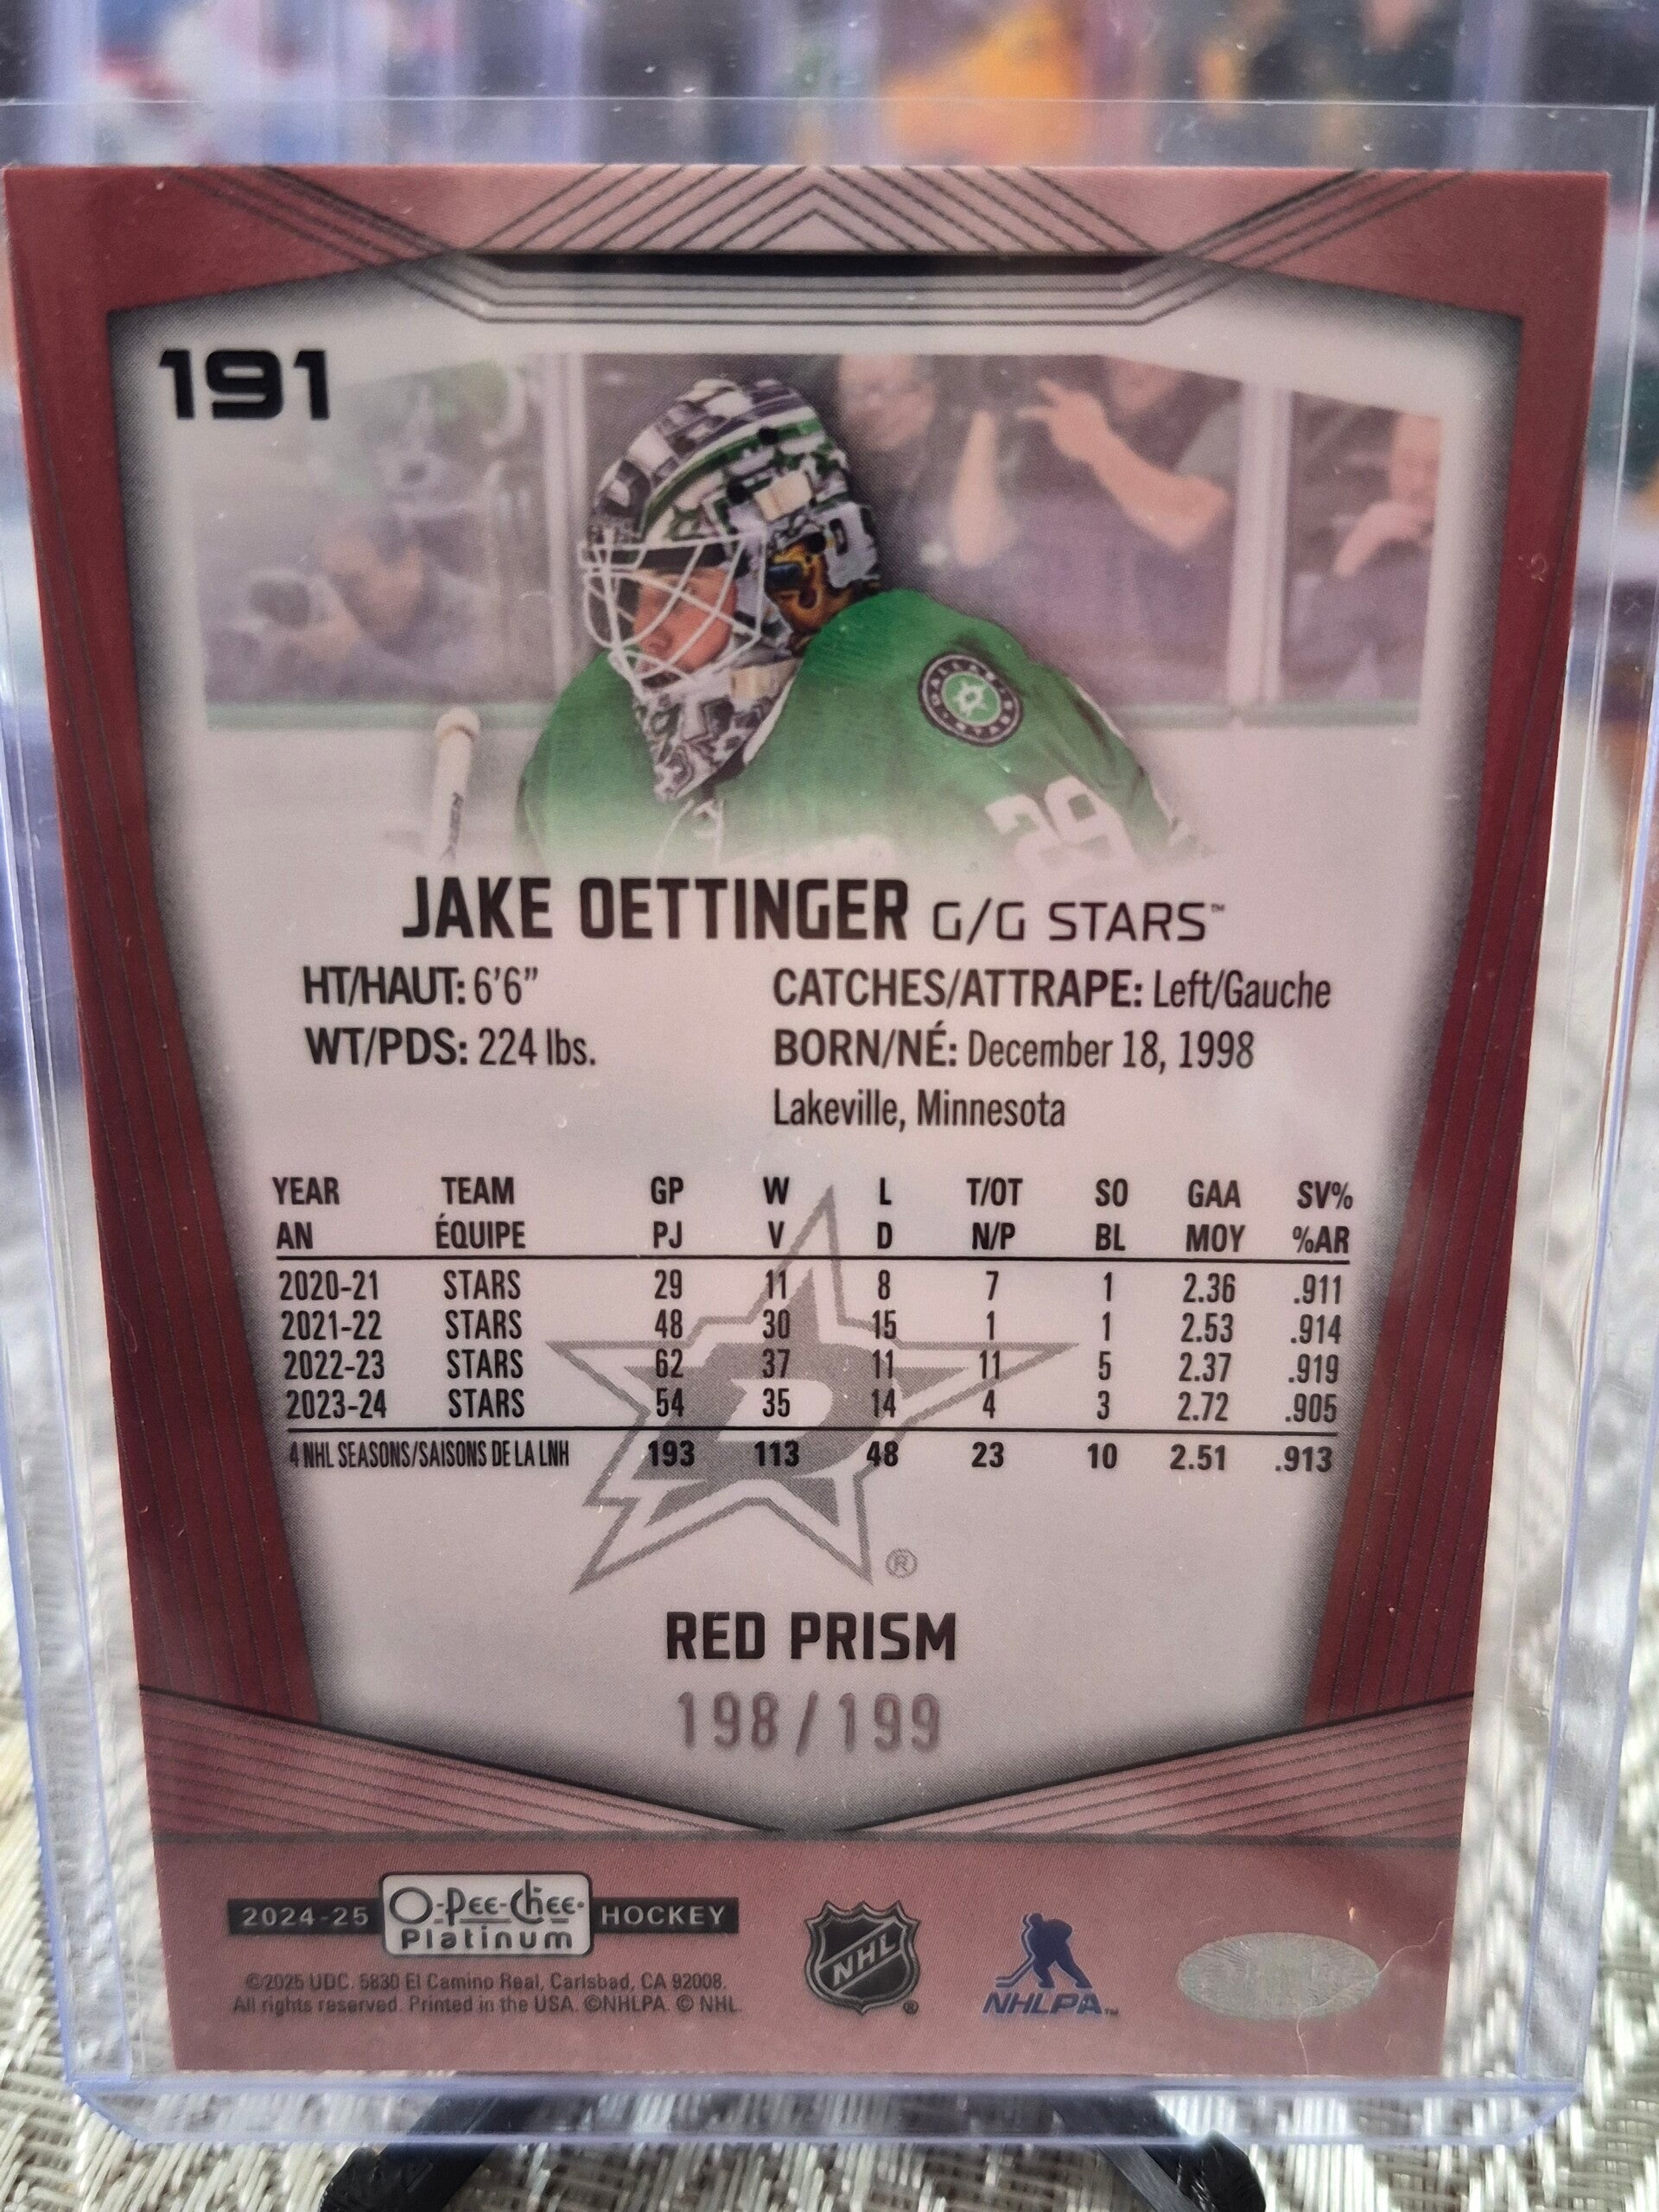 191
29
JAKE OETTINGER G/G STARS™
HT/HAUT: 6'6"
WT/PDS: 224 lbs.
CATCHES/ATTRAPE: Left/Gauche
BORN/NÉ: December 18, 1998
Lakeville, Minnesota
YEAR TEAM GP W L T/OT SO GAA SV%
AN ÉQUIPE PJ V D N/P BL MOY %AR
2020-21 STARS 29 11 8 7 1 2.36 .911
2021-22 STARS 48 30 15 1 1 2.53 .914
2022-23 STARS 62 37 11 11 5 2.37 .919
2023-24 STARS 54 35 14 4 3 2.72 .905
4 NHL SEASONS/SAISONS DE LA LNH 193 113 48 23 10 2.51 .913
D
®
RED PRISM
198/199
2024-25 O-Pee-Chee® Platinum HOCKEY
©2025 UDC. 5830 El Camino Real, Carlsbad, CA 92008.
All rights reserved. Printed in the USA. ©NHLPA. © NHL.
NHL®
NHLPA™